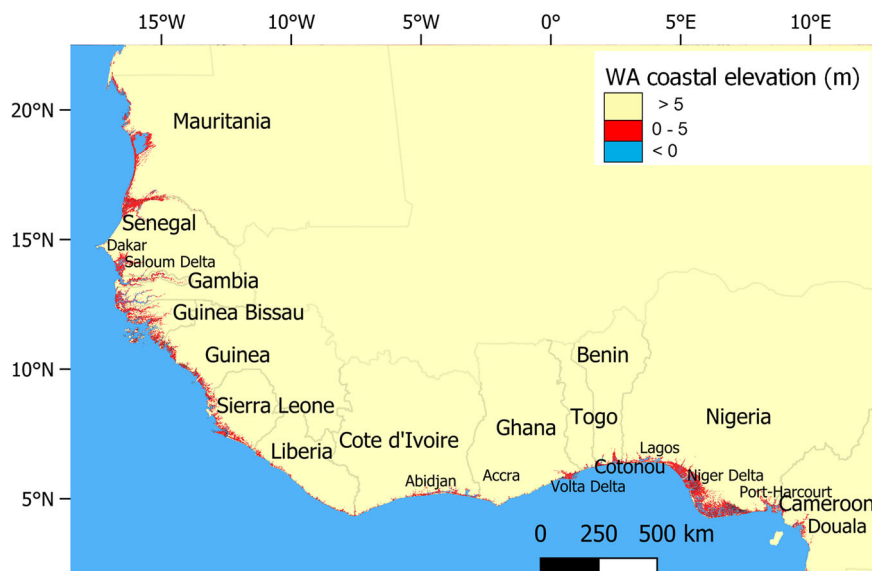 15°W 10°W 5°W 0° 5°E 10°E
WA coastal elevation (m)
> 5
0 - 5
< 0
20°N
Mauritania
Senegal
15°N
Dakar
Saloum Delta
Gambia
Guinea Bissau
Guinea
Benin
10°N
Sierra Leone
Liberia
Cote d'Ivoire
Ghana
Togo
Nigeria
Lagos
Cotonou
Abidjan
Accra
Volta Delta
Niger Delta
Port-Harcourt
5°N
Cameroon
Douala
0 250 500 km